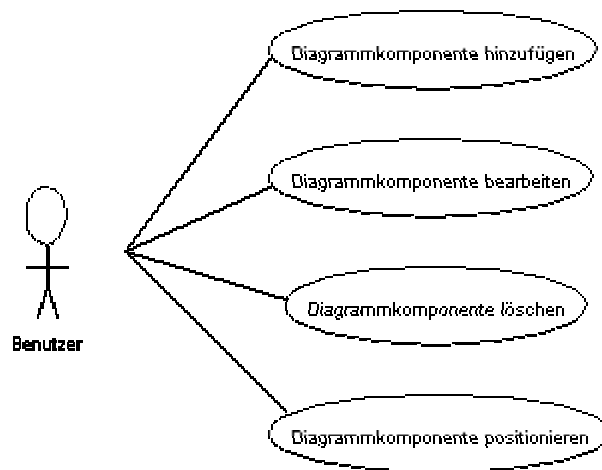 Diagrammkomponente hinzufügen
Diagrammkomponente bearbeiten
Diagrammkomponente löschen
Benutzer
Diagrammkomponente positionieren